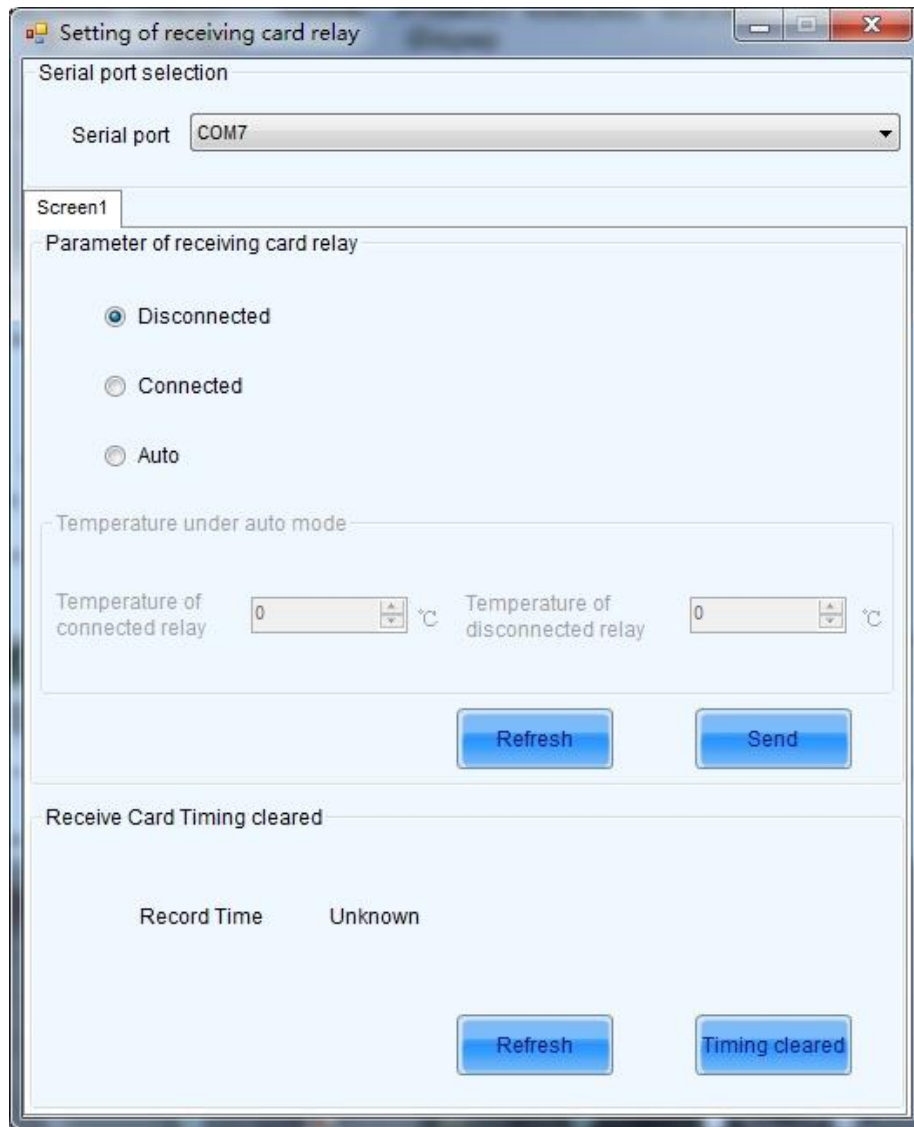 Setting of receiving card relay
Serial port selection
Serial port COM7
Screen1
Parameter of receiving card relay
Disconnected
Connected
Auto
Temperature under auto mode
Temperature of
connected relay
0 °C
Temperature of
disconnected relay
0 °C
Refresh Send
Receive Card Timing cleared
Record Time Unknown
Refresh Timing cleared